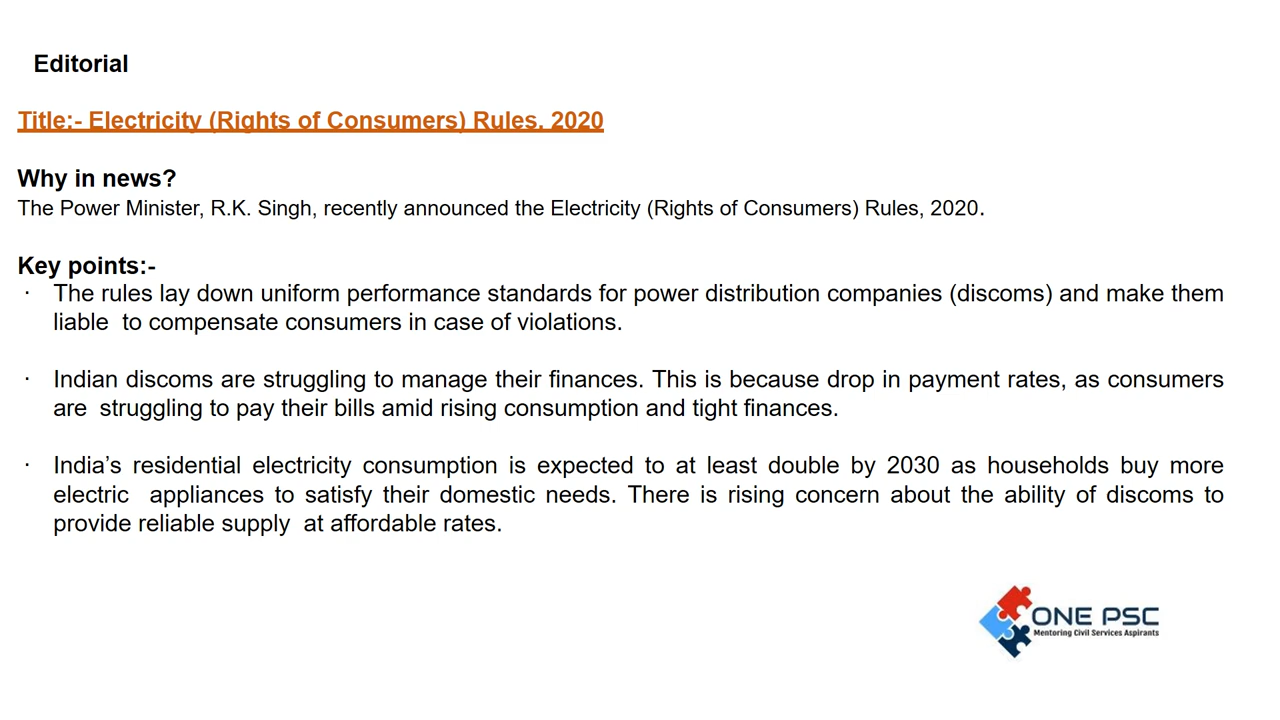 Editorial
Title:- Electricity (Rights of Consumers) Rules, 2020
Why in news?
The Power Minister, R.K. Singh, recently announced the Electricity (Rights of Consumers) Rules, 2020.
Key points:-
· The rules lay down uniform performance standards for power distribution companies (discoms) and make them
liable to compensate consumers in case of violations.
· Indian discoms are struggling to manage their finances. This is because drop in payment rates, as consumers
are struggling to pay their bills amid rising consumption and tight finances.
· India’s residential electricity consumption is expected to at least double by 2030 as households buy more
electric appliances to satisfy their domestic needs. There is rising concern about the ability of discoms to
provide reliable supply at affordable rates.
ONE PSC
Mentoring Civil Services Aspirants